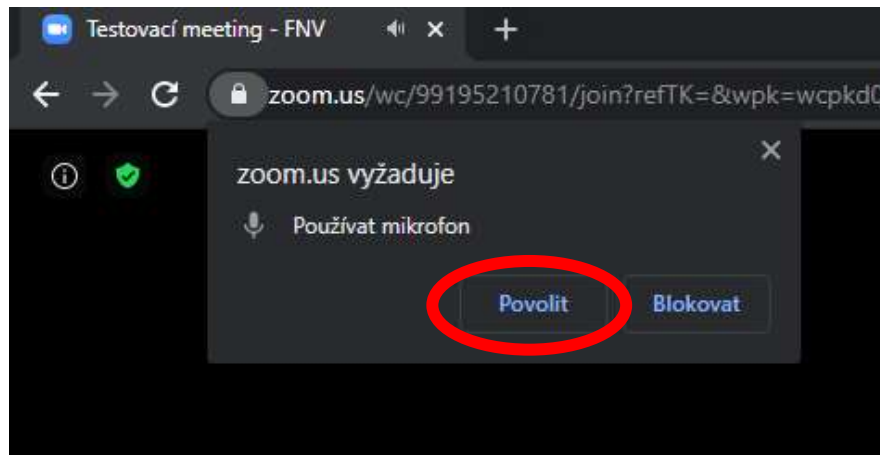 Testovací meeting - FNV
zoom.us/wc/99195210781/join?refTK=&wpk=wcpkd0
zoom.us vyžaduje
Používat mikrofon
Povolit Blokovat